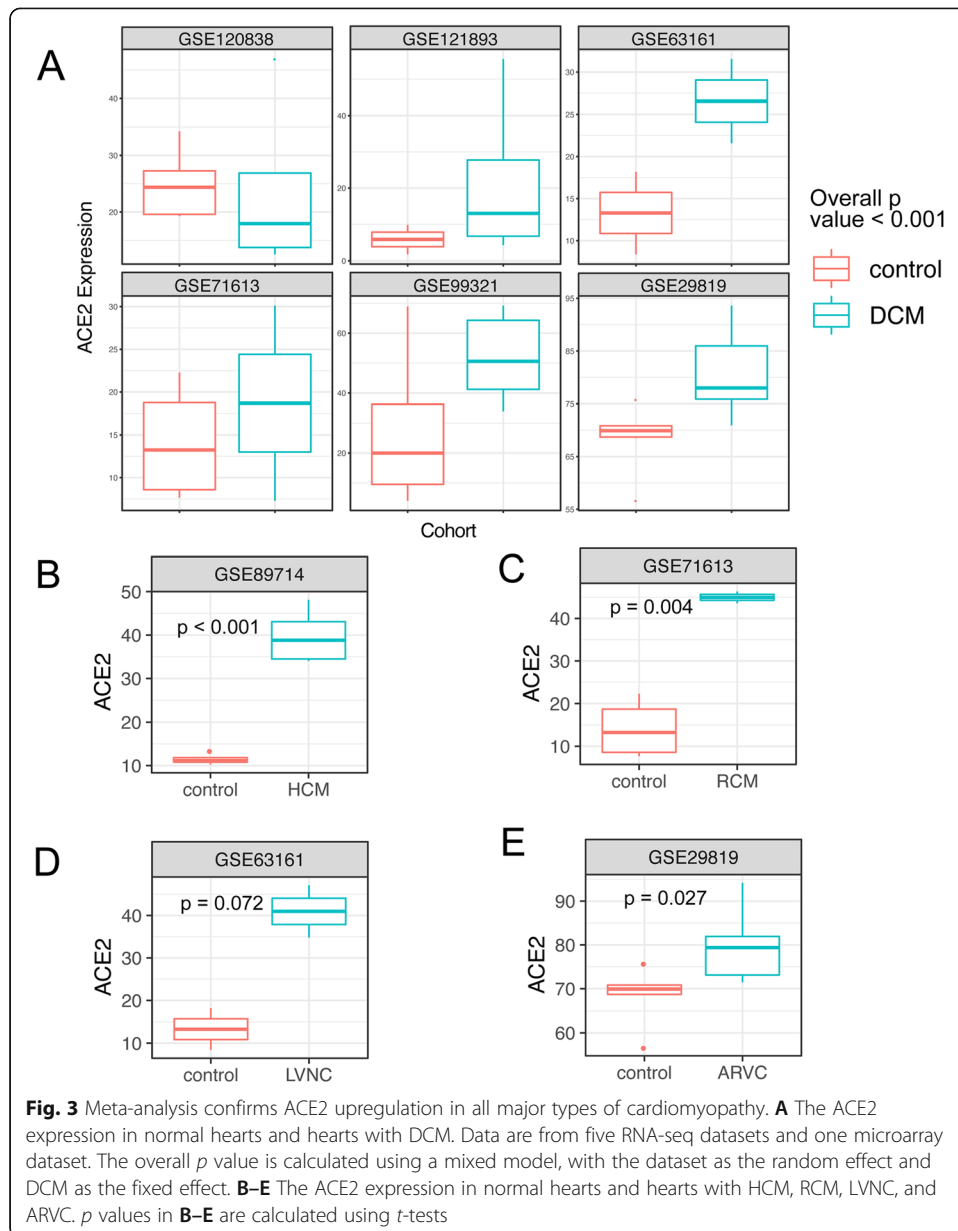 A
GSE120838
GSE121893
GSE63161
40
30
20
40
20
0
30
25
20
15
10
ACE2 Expression
GSE71613
GSE99321
GSE29819
30
25
20
15
10
60
40
20
95
85
75
65
55
Cohort
Overall p
value < 0.001
control
DCM
B
GSE89714
p < 0.001
ACE2
50
40
30
20
10
control
HCM
C
GSE71613
p = 0.004
ACE2
40
30
20
10
control
RCM
D
GSE63161
p = 0.072
ACE2
40
30
20
10
control
LVNC
E
GSE29819
p = 0.027
ACE2
90
80
70
60
control
ARVC
Fig. 3 Meta-analysis confirms ACE2 upregulation in all major types of cardiomyopathy. A The ACE2
expression in normal hearts and hearts with DCM. Data are from five RNA-seq datasets and one microarray
dataset. The overall p value is calculated using a mixed model, with the dataset as the random effect and
DCM as the fixed effect. B–E The ACE2 expression in normal hearts and hearts with HCM, RCM, LVNC, and
ARVC. p values in B–E are calculated using t-tests